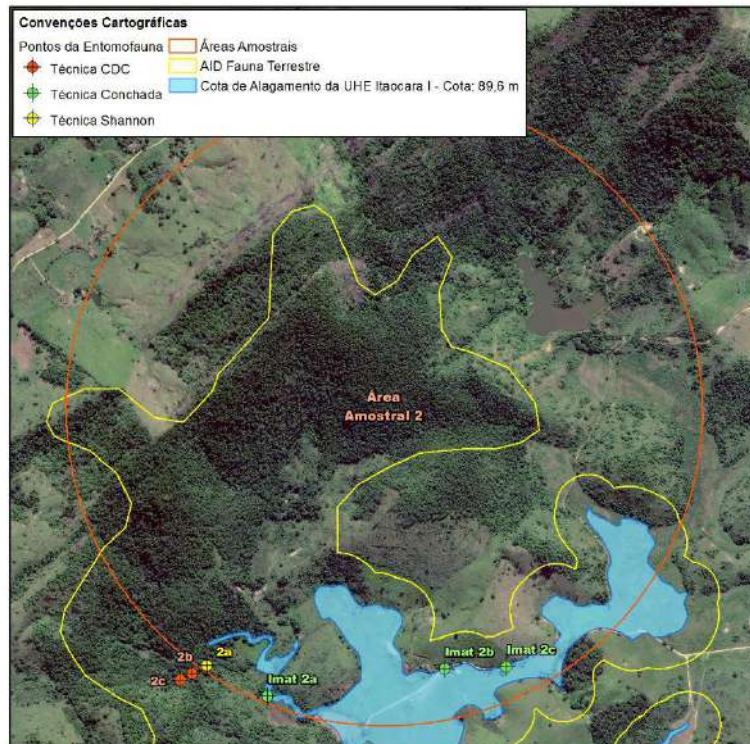 Convenções Cartográficas
Pontos da Entomofauna
Técnica CDC
Técnica Conchada
Técnica Shannon
Áreas Amostrais
AID Fauna Terrestre
Cota de Alagamento da UHE Itaocara I - Cota: 89,6 m
Área
Amostral 2
2a
2b
2c
Imat 2a
Imat 2b
Imat 2c